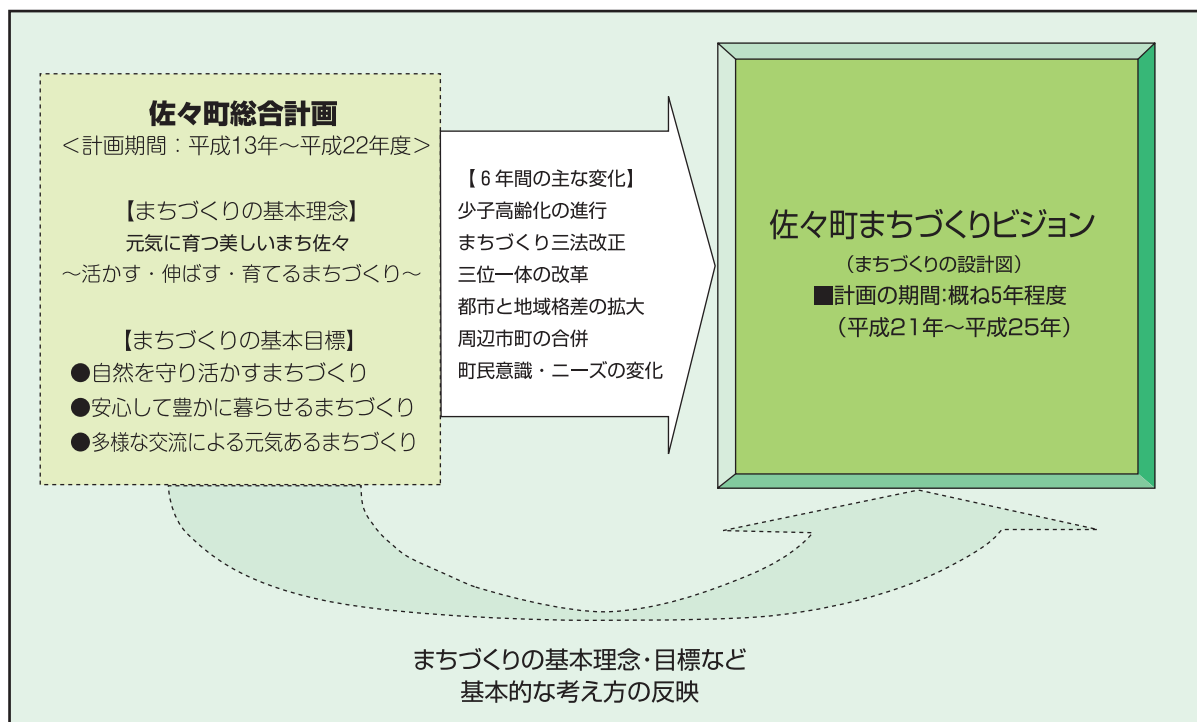 佐々町総合計画
＜計画期間：平成13年～平成22年度＞
【まちづくりの基本理念】
元気に育つ美しいまち佐々
～活かす・伸ばす・育てるまちづくり～
【まちづくりの基本目標】
●自然を守り活かすまちづくり
●安心して豊かに暮らせるまちづくり
●多様な交流による元気あるまちづくり
【６年間の主な変化】
少子高齢化の進行
まちづくり三法改正
三位一体の改革
都市と地域格差の拡大
周辺市町の合併
町民意識・ニーズの変化
佐々町まちづくりビジョン
（まちづくりの設計図）
■計画の期間:概ね5年程度
（平成21年～平成25年）
まちづくりの基本理念・目標など
基本的な考え方の反映